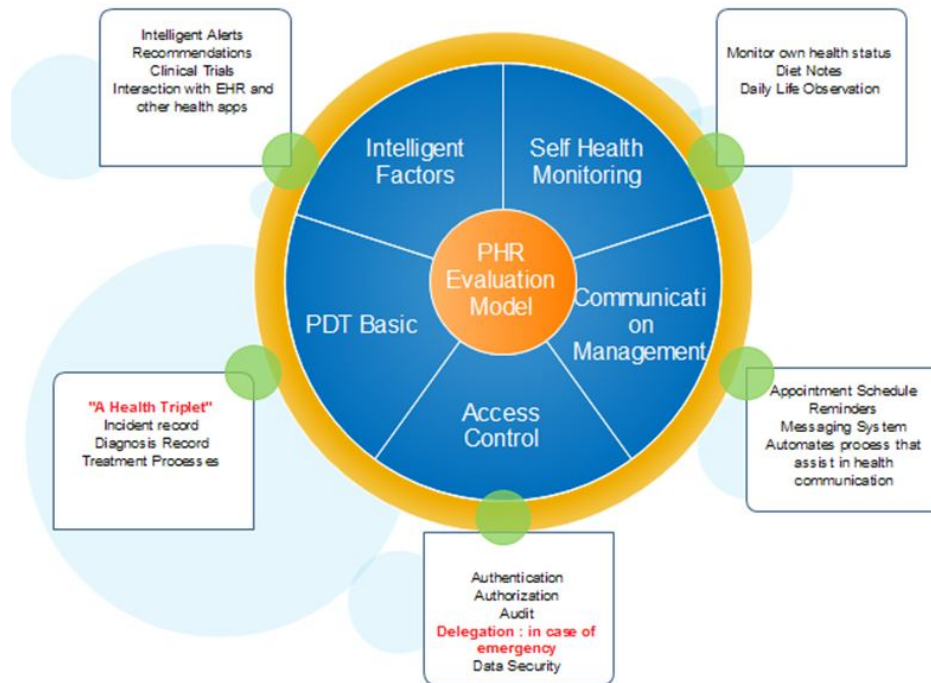 Intelligent Alerts
Recommendations
Clinical Trials
Interaction with EHR and
other health apps
Monitor own health status
Diet Notes
Daily Life Observation
Intelligent
Factors
Self Health
Monitoring
PHR
Evaluation
Model
PDT Basic
Communicati
on
Management
Access
Control
"A Health Triplet"
Incident record
Diagnosis Record
Treatment Processes
Appointment Schedule
Reminders
Messaging System
Automates process that
assist in health
communication
Authentication
Authorization
Audit
Delegation : in case of
emergency
Data Security